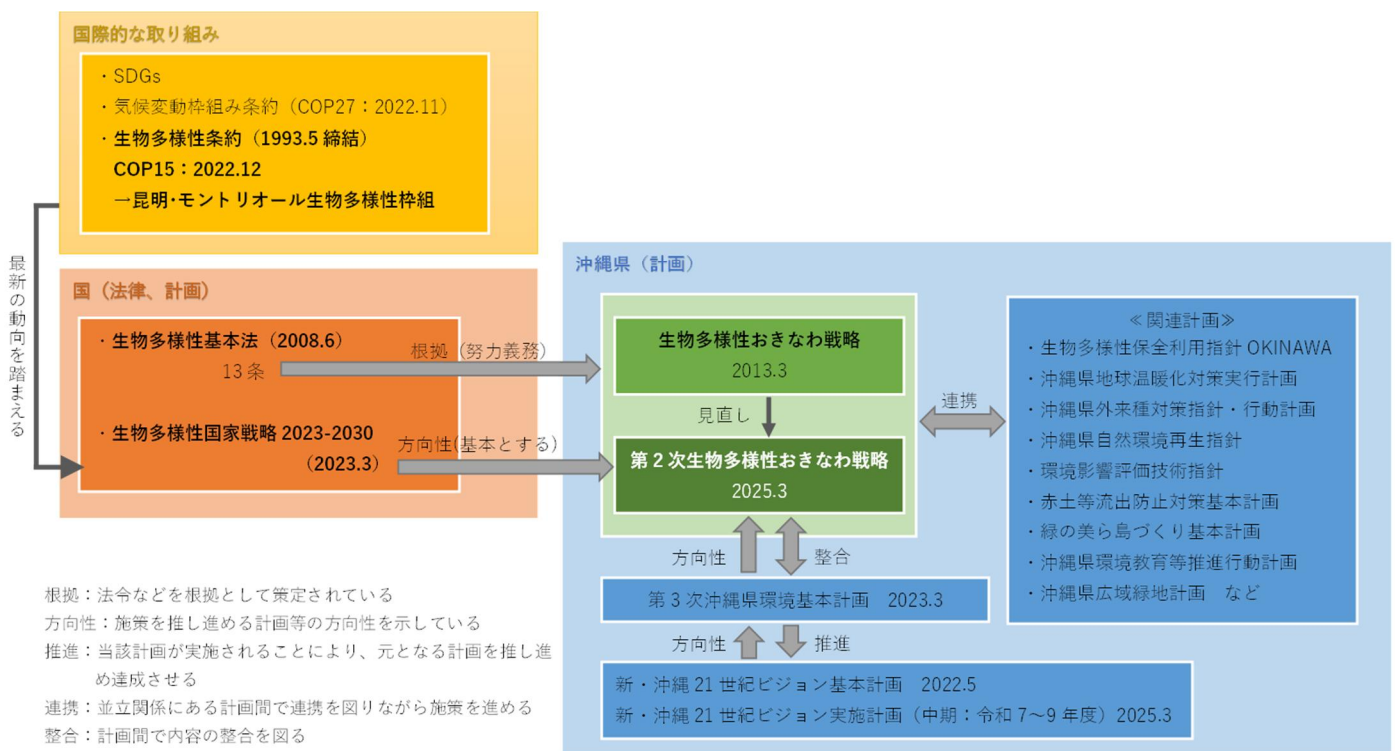 国際的な取り組み
・SDGs
・気候変動枠組み条約（COP27：2022.11）
・生物多様性条約（1993.5 締結）
COP15：2022.12
→昆明･モントリオール生物多様性枠組
最新の動向を踏まえる
国（法律、計画）
・生物多様性基本法（2008.6）
13 条
・生物多様性国家戦略 2023-2030
（2023.3）
根拠（努力義務）
方向性(基本とする)
沖縄県（計画）
生物多様性おきなわ戦略
2013.3
見直し
第 2 次生物多様性おきなわ戦略
2025.3
連携
≪関連計画≫
・生物多様性保全利用指針 OKINAWA
・沖縄県地球温暖化対策実行計画
・沖縄県外来種対策指針・行動計画
・沖縄県自然環境再生指針
・環境影響評価技術指針
・赤土等流出防止対策基本計画
・緑の美ら島づくり基本計画
・沖縄県環境教育等推進行動計画
・沖縄県広域緑地計画　など
方向性
整合
第 3 次沖縄県環境基本計画　2023.3
方向性
推進
新・沖縄 21 世紀ビジョン基本計画　2022.5
新・沖縄 21 世紀ビジョン実施計画（中期：令和 7～9 年度）2025.3
根拠：法令などを根拠として策定されている
方向性：施策を推し進める計画等の方向性を示している
推進：当該計画が実施されることにより、元となる計画を推し進
め達成させる
連携：並立関係にある計画間で連携を図りながら施策を進める
整合：計画間で内容の整合を図る